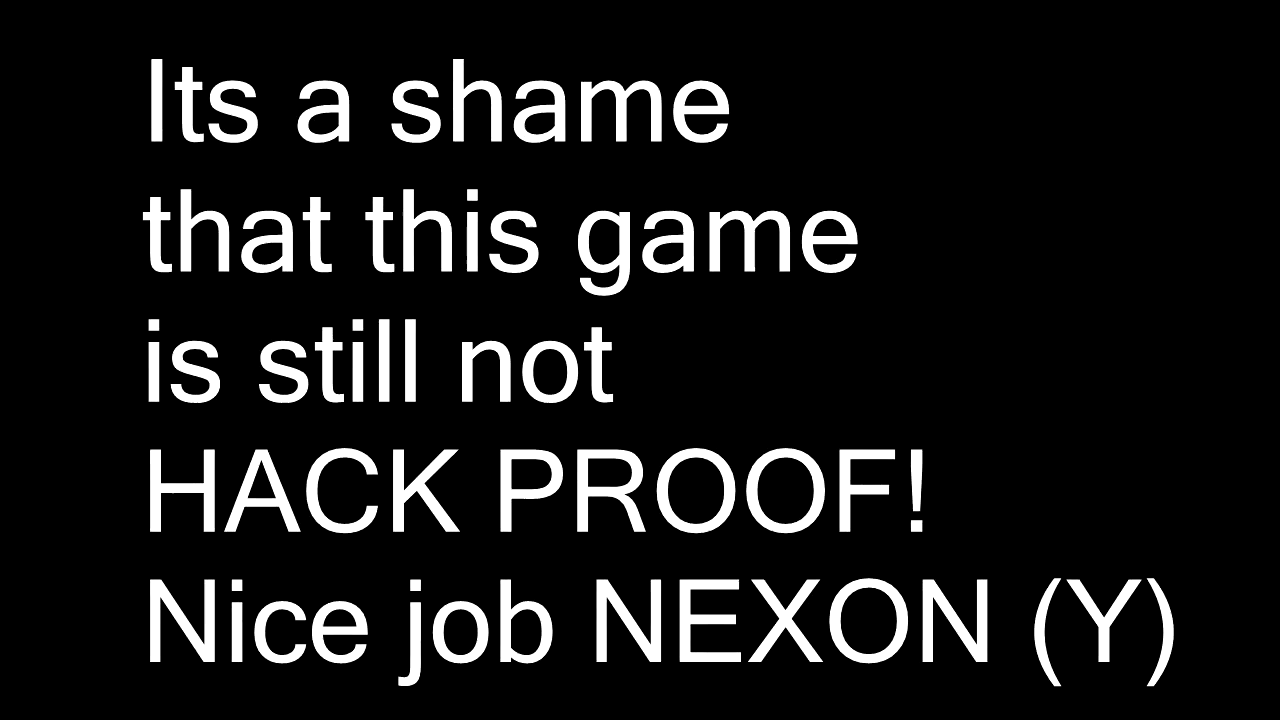 Its a shame
that this game
is still not
HACK PROOF!
Nice job NEXON (Y)